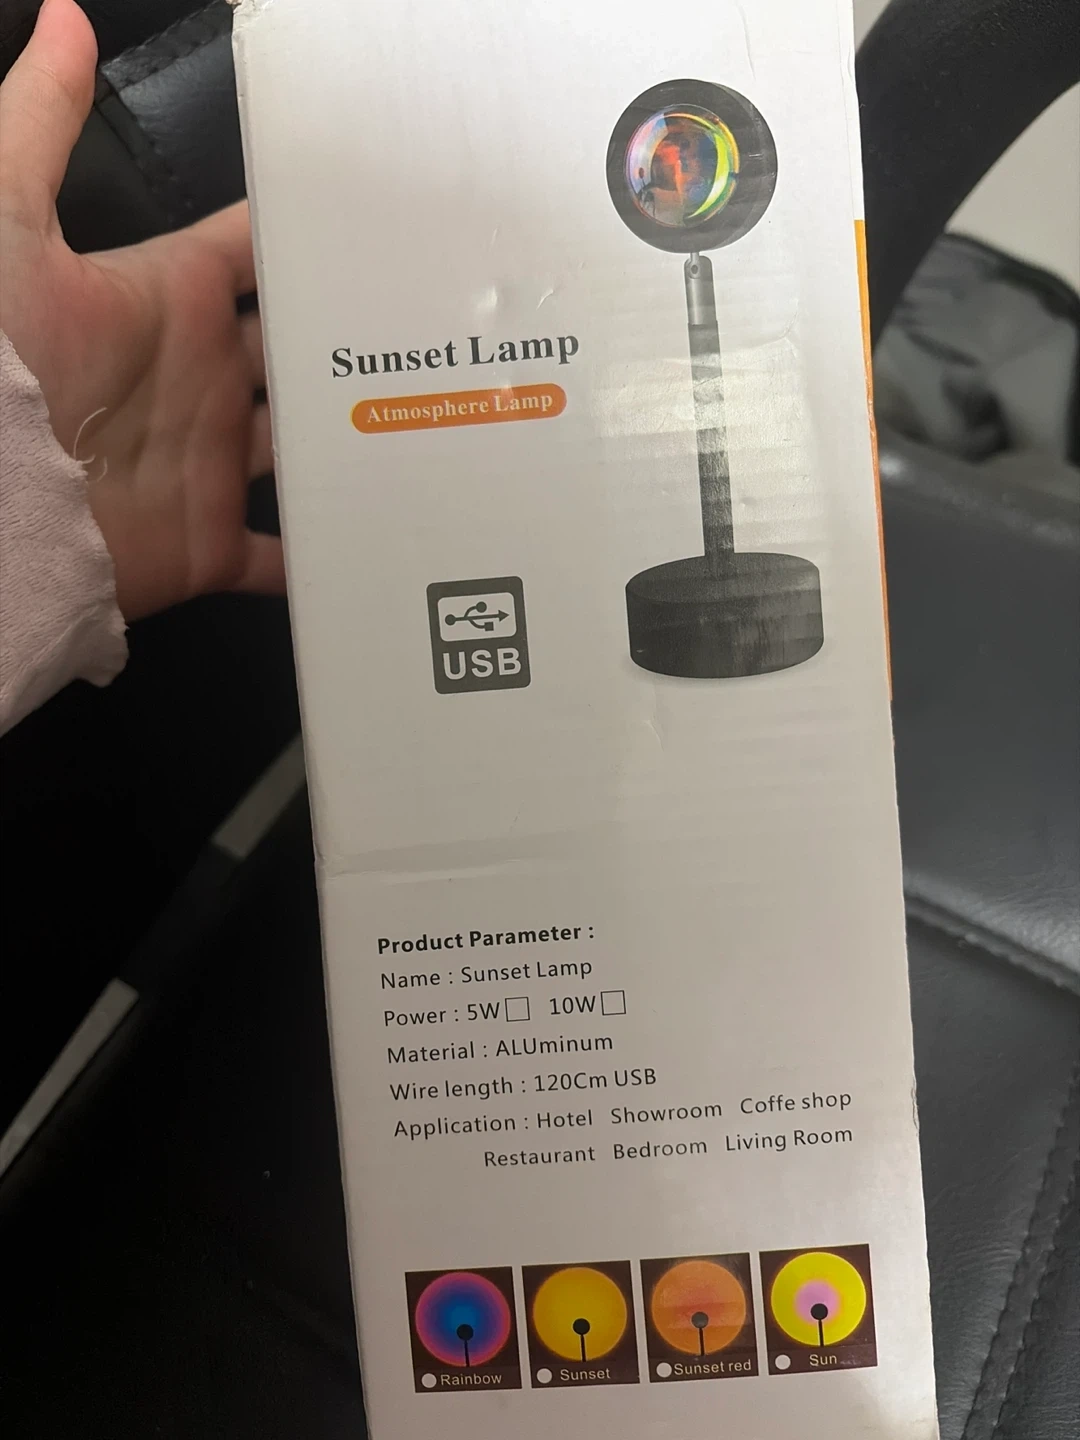 Sunset Lamp
Atmosphere Lamp
USB
Product Parameter :
Name : Sunset Lamp
Power : 5W 10W
Material : ALUminum
Wire length : 120Cm USB
Application : Hotel Showroom Coffe shop
Restaurant Bedroom Living Room
Rainbow Sunset Sunset red Sun